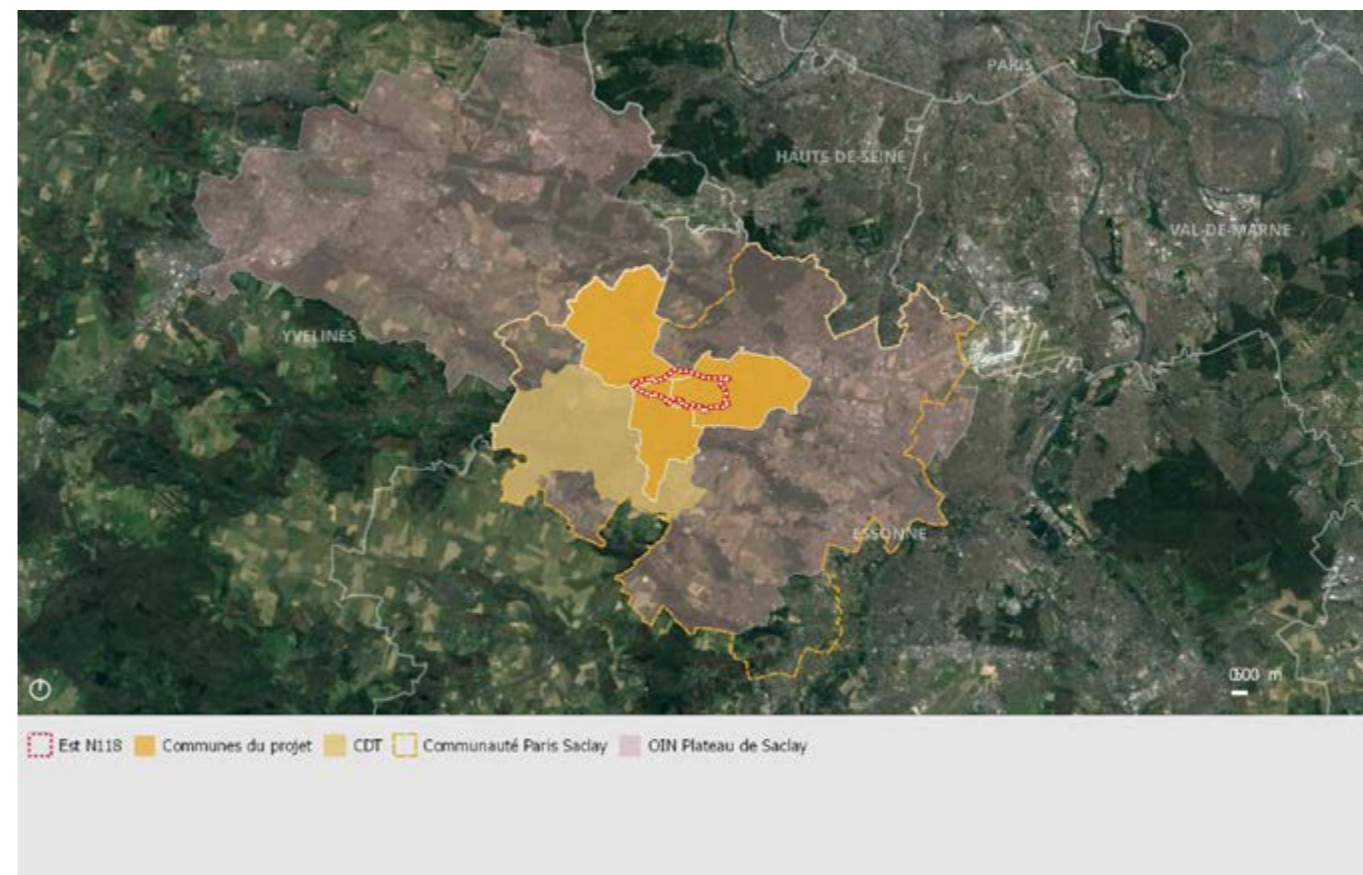 PARIS
HAUTS-DE-SEINE
VAL-DE-MARNE
YVELINES
ESSONNE
Est N118 Communes du projet CDT Communauté Paris Saclay OIN Plateau de Saclay